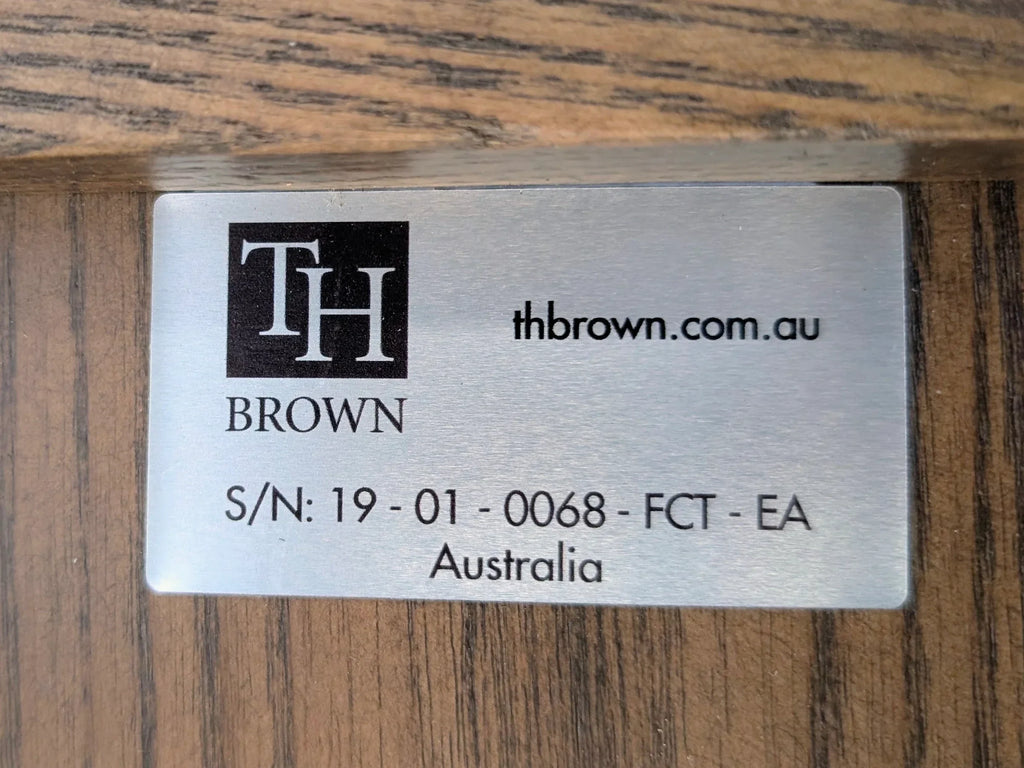 TH
BROWN
thbrown.com.au
S/N: 19 - 01 - 0068 - FCT - EA
Australia